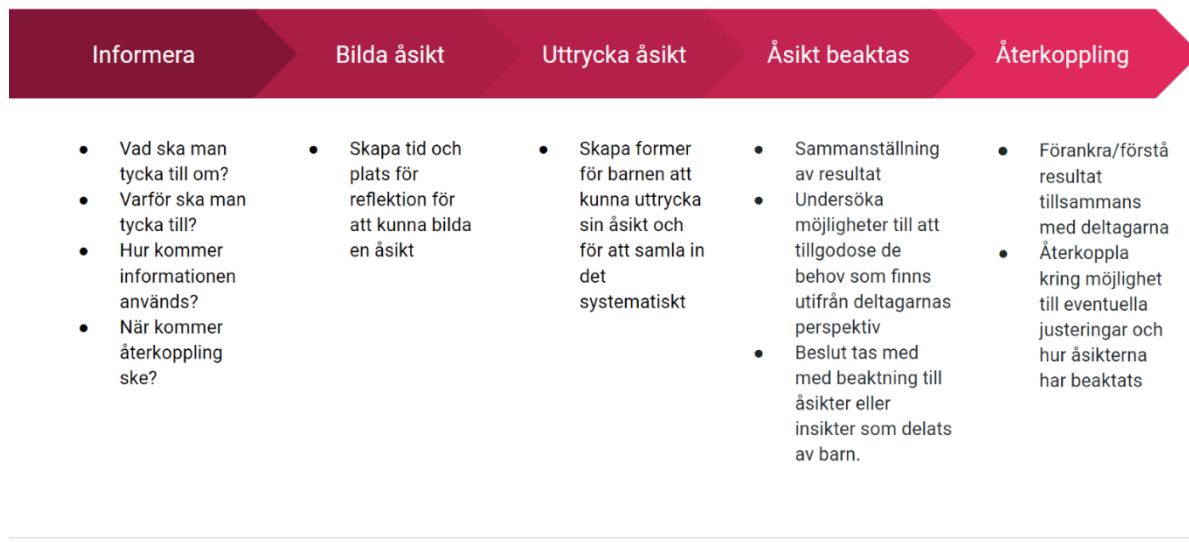 Informera
Bilda åsikt
Uttrycka åsikt
Åsikt beaktas
Återkoppling
● Vad ska man
tycka till om?
● Varför ska man
tycka till?
● Hur kommer
informationen
används?
● När kommer
återkoppling
ske?
● Skapa tid och
plats för
reflektion för
att kunna bilda
en åsikt
● Skapa former
för barnen att
kunna uttrycka
sin åsikt och
för att samla in
det
systematiskt
● Sammanställning
av resultat
● Undersöka
möjligheter till att
tillgodose de
behov som finns
utifrån deltagarnas
perspektiv
● Beslut tas med
med beaktning till
åsikter eller
insikter som delats
av barn.
● Förankra/förstå
resultat
tillsammans
med deltagarna
● Återkoppla
kring möjlighet
till eventuella
justeringar och
hur åsikterna
har beaktats